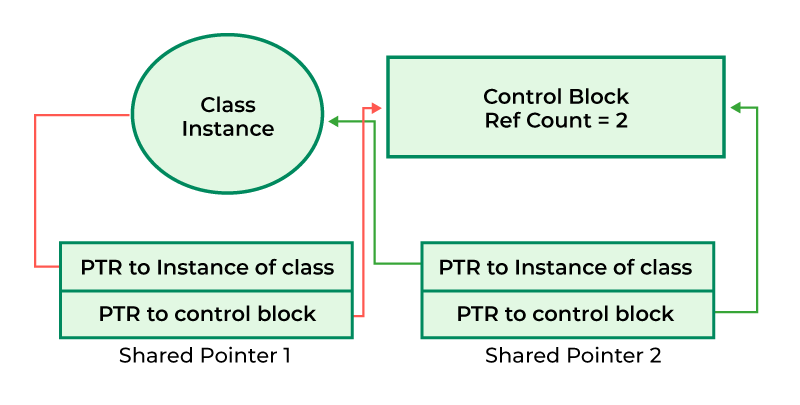 Class
Instance
Control Block
Ref Count = 2
PTR to Instance of class
PTR to control block
Shared Pointer 1
PTR to Instance of class
PTR to control block
Shared Pointer 2